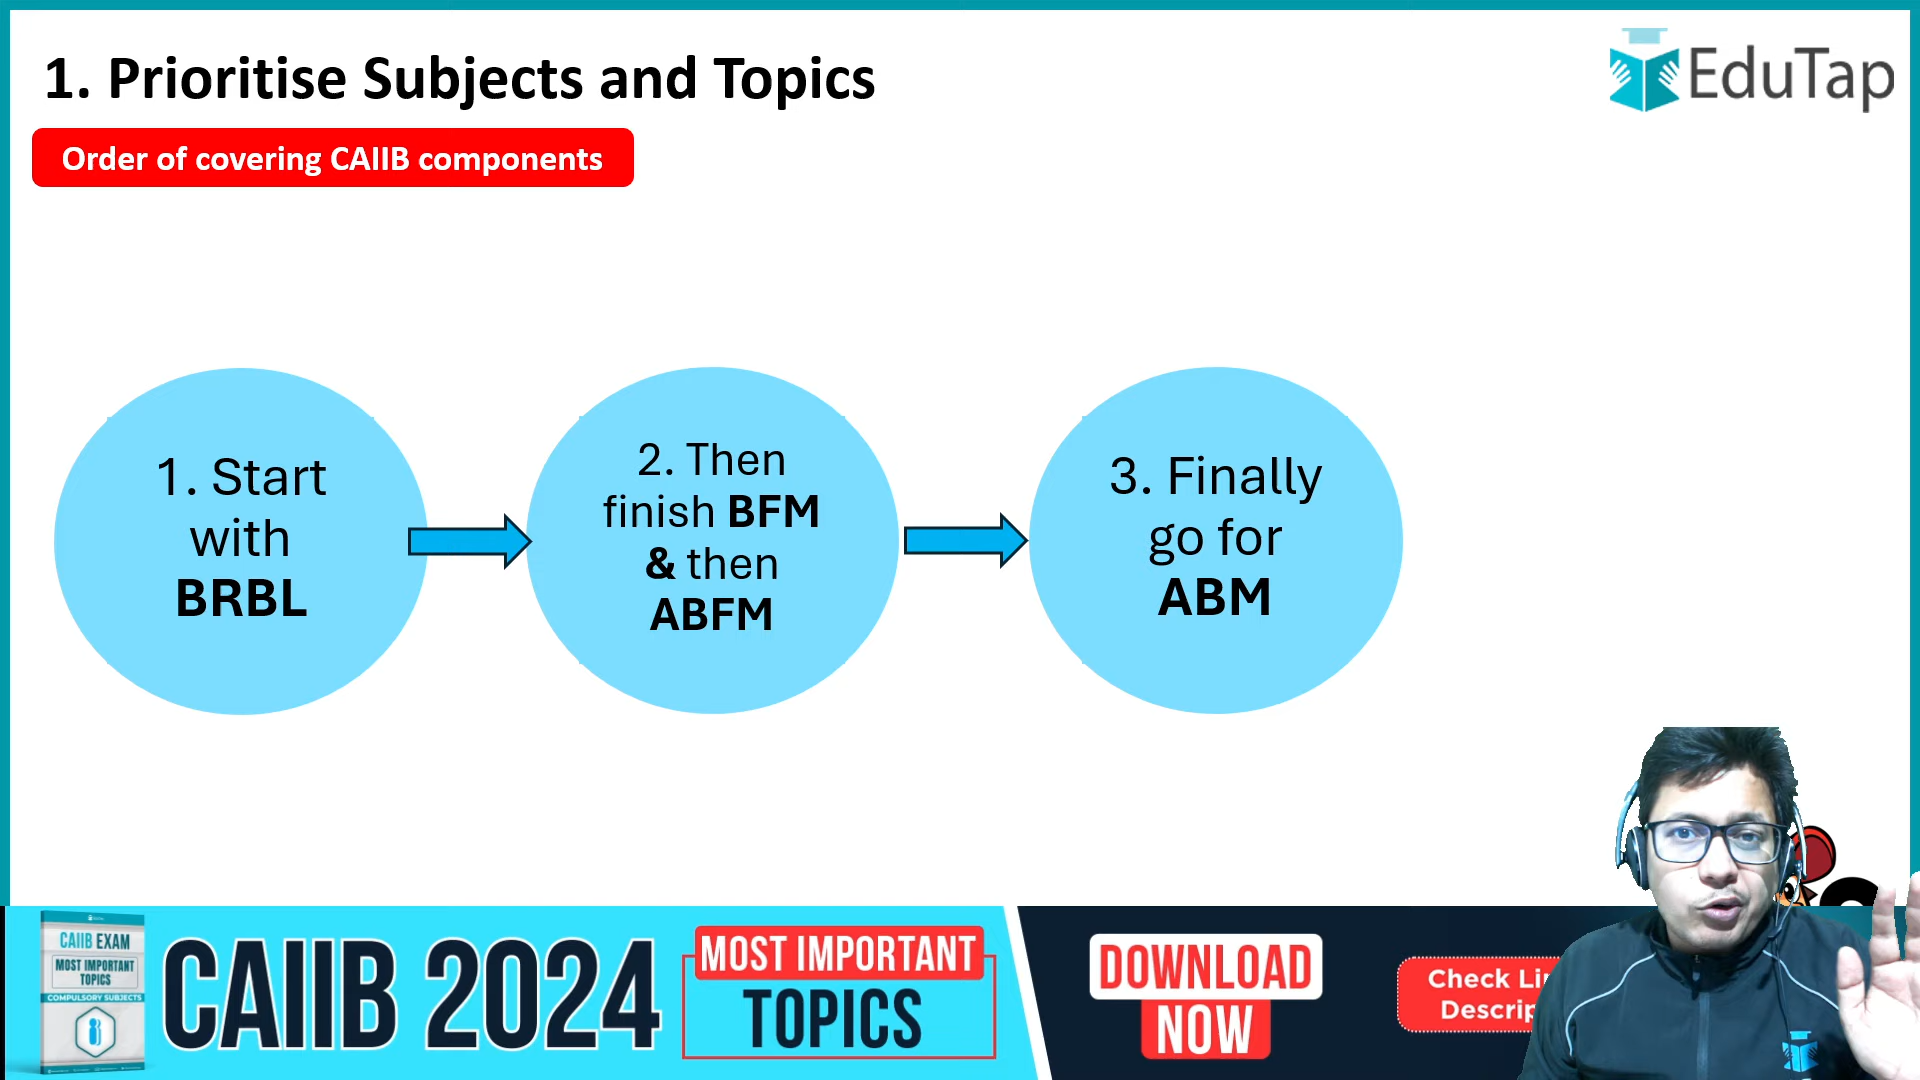 1. Prioritise Subjects and Topics
EduTap
Order of covering CAIIB components
1. Start
with
BRBL
2. Then
finish BFM
& then
ABFM
3. Finally
go for
ABM
CAIIB EXAM
MOST IMPORTANT
TOPICS
COMPULSORY SUBJECTS
CAIIB 2024
MOST IMPORTANT
TOPICS
DOWNLOAD
NOW
Check